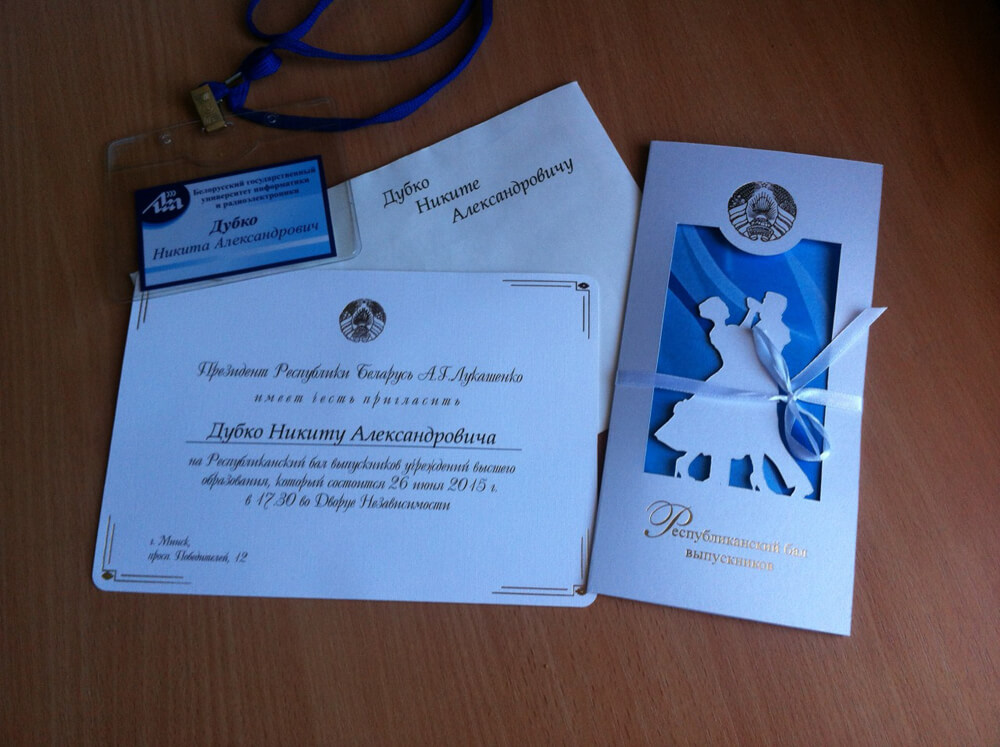 Белорусский государственный
университет информатики
и радиоэлектроники
Дубко
Никита Александрович
Дубко
Никите
Александровичу
Президент Республики Беларусь А.Г.Лукашенко
имеет честь пригласить
Дубко Никиту Александровича
на Республиканский бал выпускников учреждений высшего
образования, который состоится 26 июня 2015 г.
в 17.30 во Дворце Независимости
г. Минск,
просп. Победителей, 12
Республиканский бал
выпускников